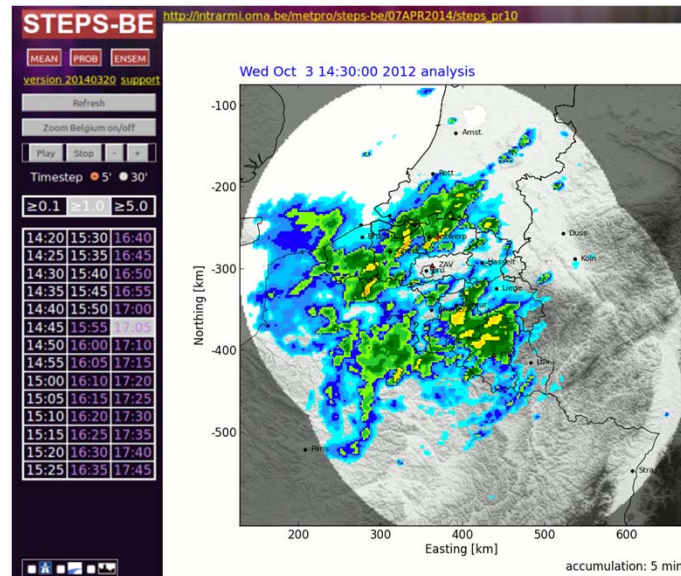 STEPS-BE
http://intrarmi.oma.be/metpro/steps-be/07APR2014/steps_pr10
MEAN PROB ENSEM
version 20140320 support
Refresh
Zoom Belgium on/off
Play Stop - +
Timestep 5' 30'
≥0.1 ≥1.0 ≥5.0
14:20 15:30 16:40
14:25 15:35 16:45
14:30 15:40 16:50
14:35 15:45 16:55
14:40 15:50 17:00
14:45 15:55 17:05
14:50 16:00 17:10
14:55 16:05 17:15
15:00 16:10 17:20
15:05 16:15 17:25
15:10 16:20 17:30
15:15 16:25 17:35
15:20 16:30 17:40
15:25 16:35 17:45
Wed Oct 3 14:30:00 2012 analysis
Northing [km]
-100
-200
-300
-400
-500
Amst.
Rott
Duss
Koln
Hasselt
ZAV
Liege
Lux
Paris
Stra
200 300 400 500 600
Easting [km]
accumulation: 5 min